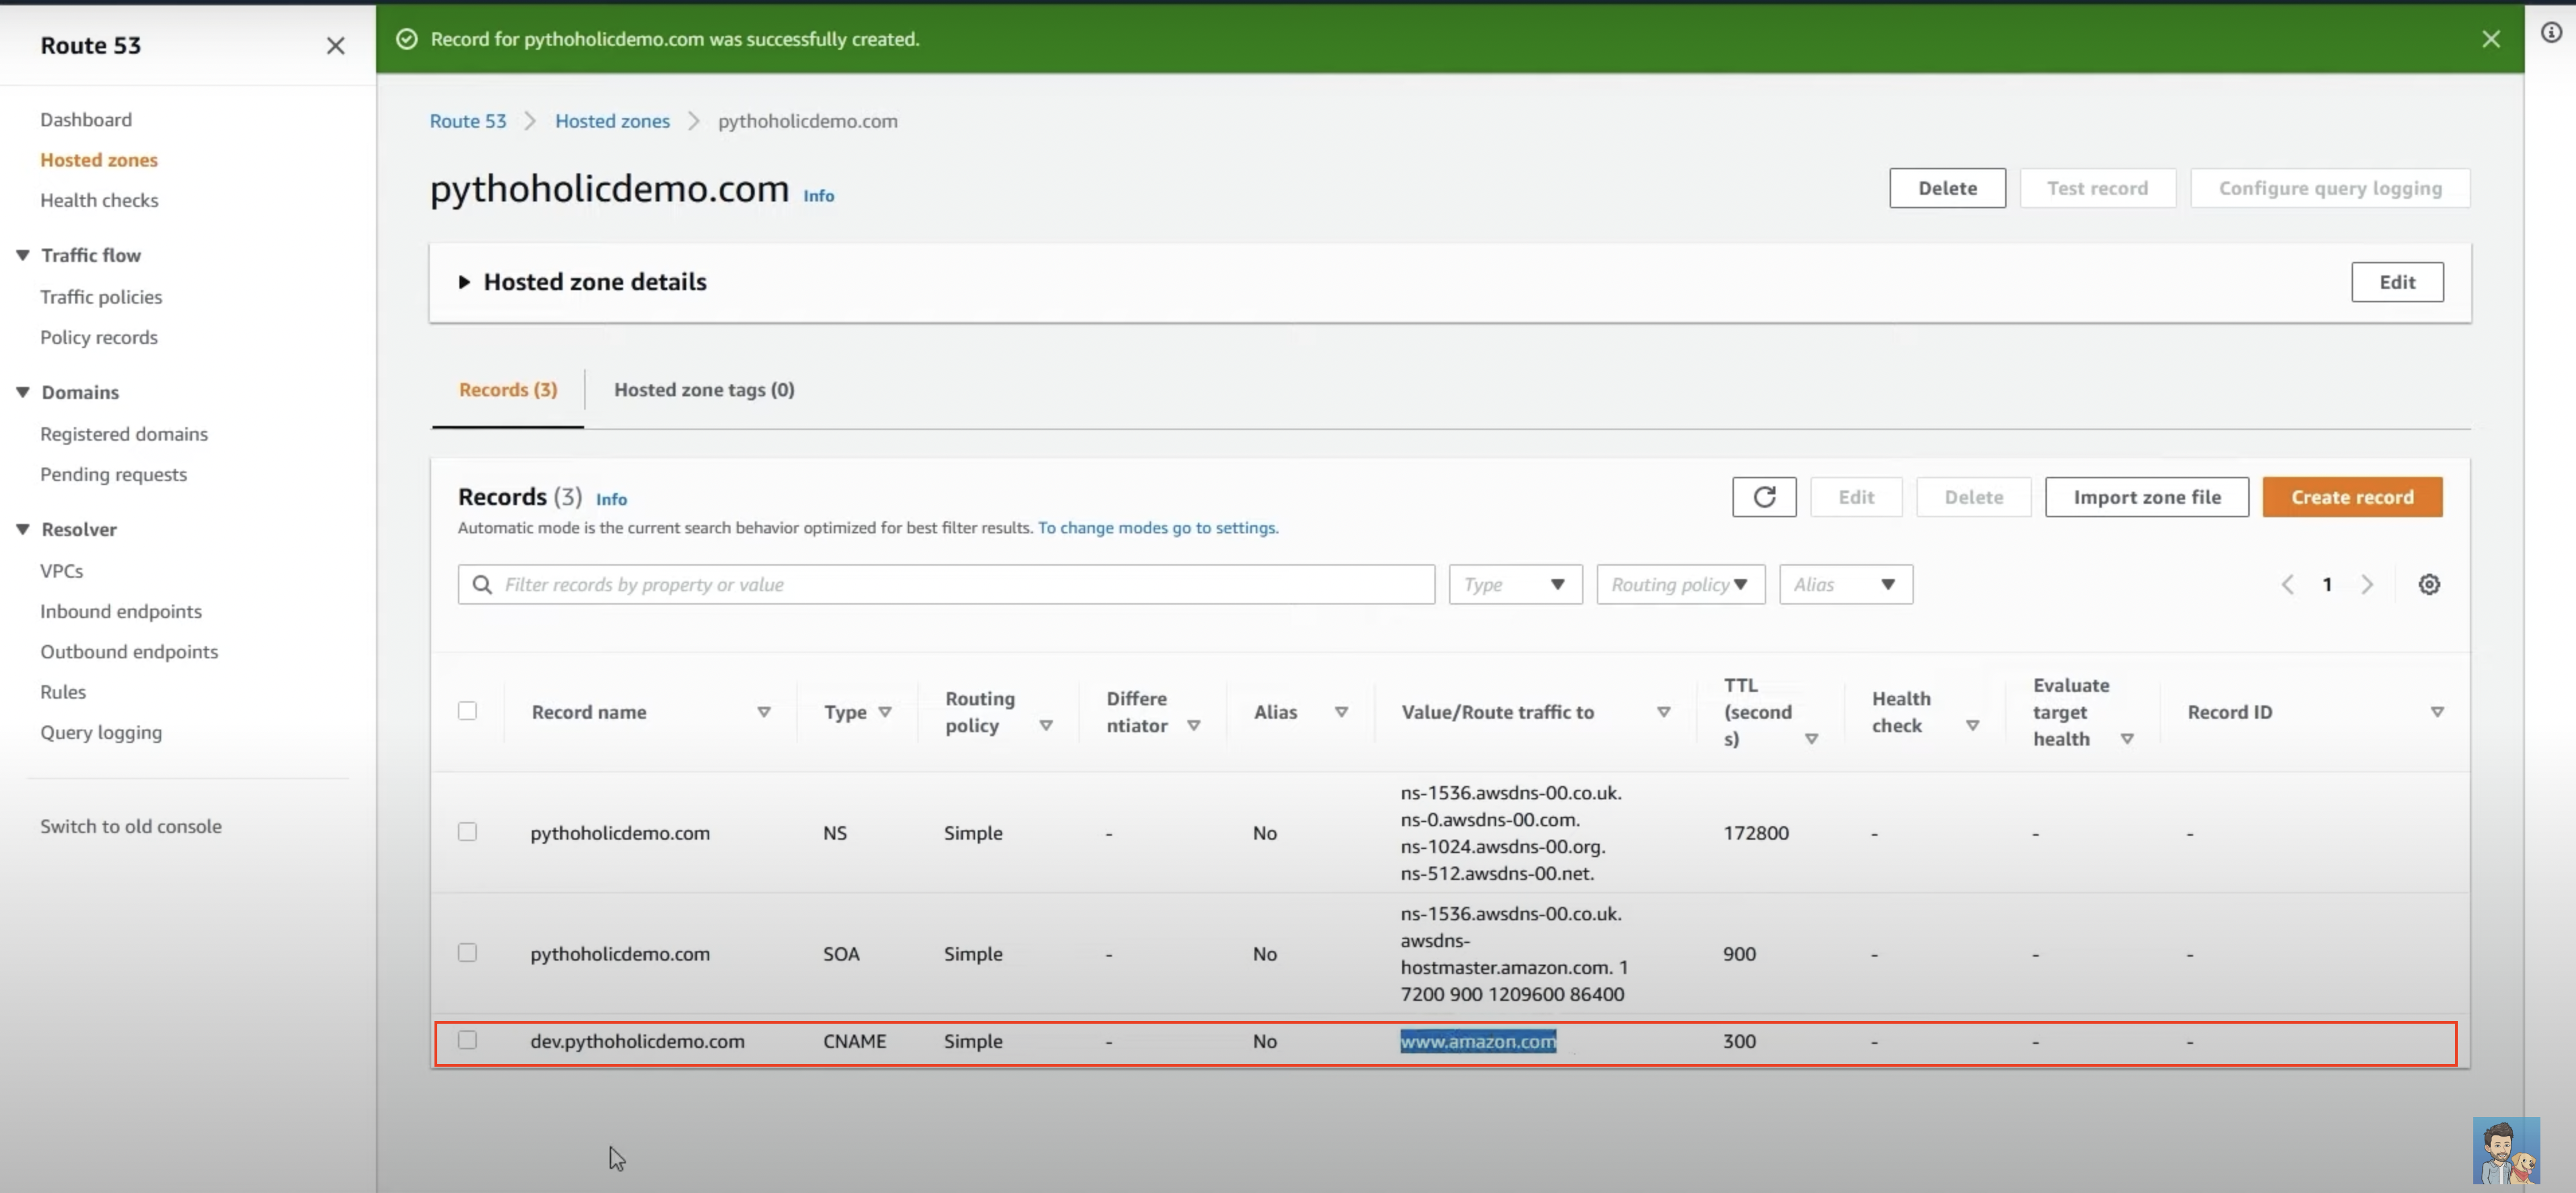 Route 53
Record for pythoholicdemo.com was successfully created.
Dashboard
Hosted zones
Health checks
Traffic flow
Traffic policies
Policy records
Domains
Registered domains
Pending requests
Resolver
VPCs
Inbound endpoints
Outbound endpoints
Rules
Query logging
Switch to old console
Route 53 > Hosted zones > pythoholicdemo.com
pythoholicdemo.com Info
Delete Test record Configure query logging
Hosted zone details Edit
Records (3) Hosted zone tags (0)
Records (3) Info
Edit Delete Import zone file Create record
Automatic mode is the current search behavior optimized for best filter results. To change modes go to settings.
Filter records by property or value Type Routing policy Alias 1
Record name Type Routing policy Differe ntiator Alias Value/Route traffic to TTL (second s) Health check Evaluate target health Record ID
pythoholicdemo.com NS Simple - No ns-1536.awsdns-00.co.uk. 172800 - - -
ns-0.awsdns-00.com.
ns-1024.awsdns-00.org.
ns-512.awsdns-00.net.
pythoholicdemo.com SOA Simple - No ns-1536.awsdns-00.co.uk. 900 - - -
awsdns-
hostmaster.amazon.com. 1
7200 900 1209600 86400
dev.pythoholicdemo.com CNAME Simple - No www.amazon.com 300 - - -